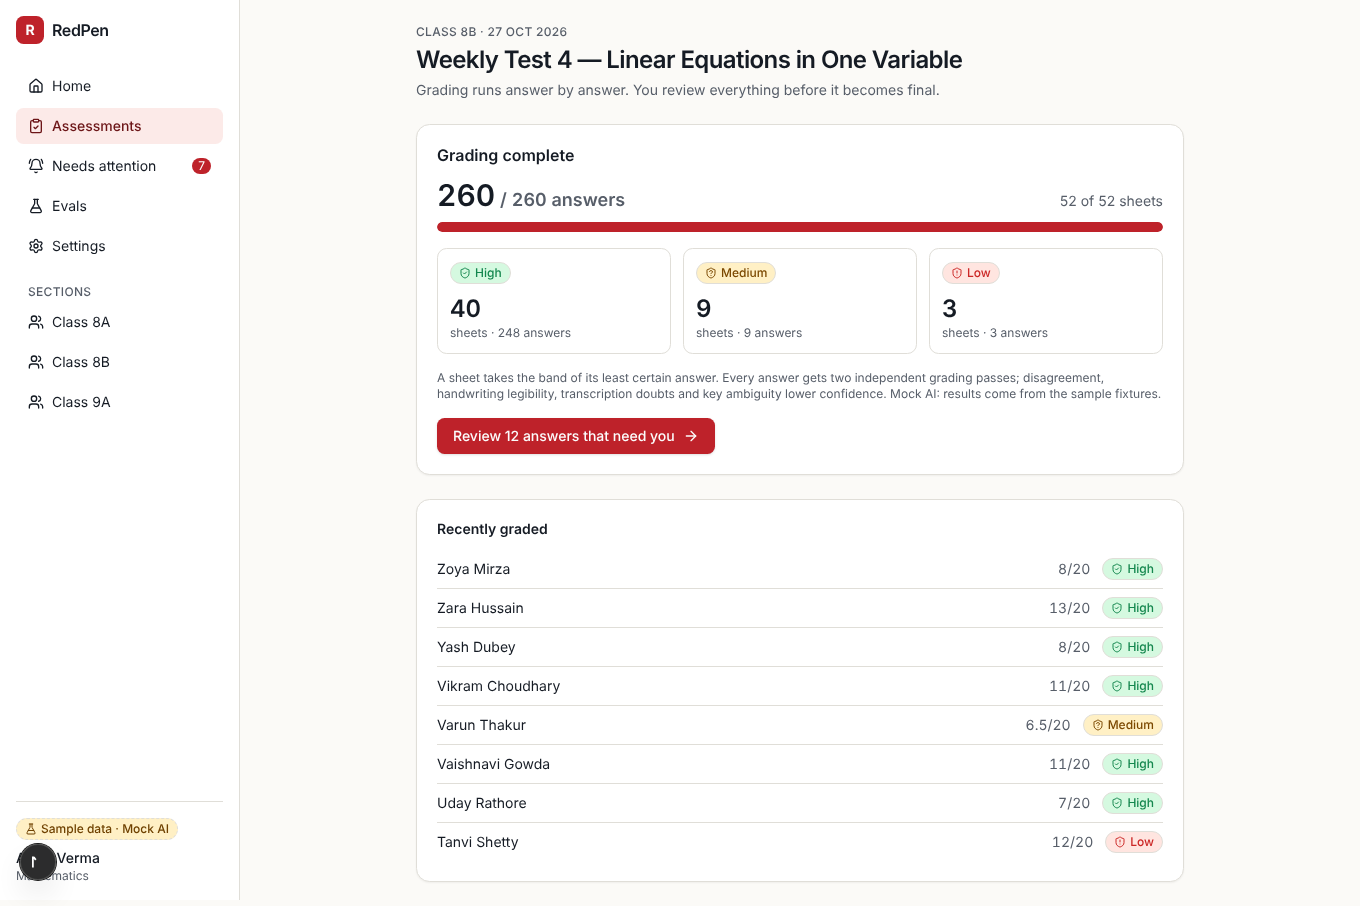 R RedPen
Home
Assessments
Needs attention 7
Evals
Settings
SECTIONS
Class 8A
Class 8B
Class 9A
Sample data · Mock AI
Verma
CLASS 8B · 27 OCT 2026
Weekly Test 4 — Linear Equations in One Variable
Grading runs answer by answer. You review everything before it becomes final.
Grading complete
260 / 260 answers
52 of 52 sheets
High
40
sheets · 248 answers
Medium
9
sheets · 9 answers
Low
3
sheets · 3 answers
A sheet takes the band of its least certain answer. Every answer gets two independent grading passes; disagreement,
handwriting legibility, transcription doubts and key ambiguity lower confidence. Mock AI: results come from the sample fixtures.
Review 12 answers that need you
Recently graded
Zoya Mirza 8/20 High
Zara Hussain 13/20 High
Yash Dubey 8/20 High
Vikram Choudhary 11/20 High
Varun Thakur 6.5/20 Medium
Vaishnavi Gowda 11/20 High
Uday Rathore 7/20 High
Tanvi Shetty 12/20 Low